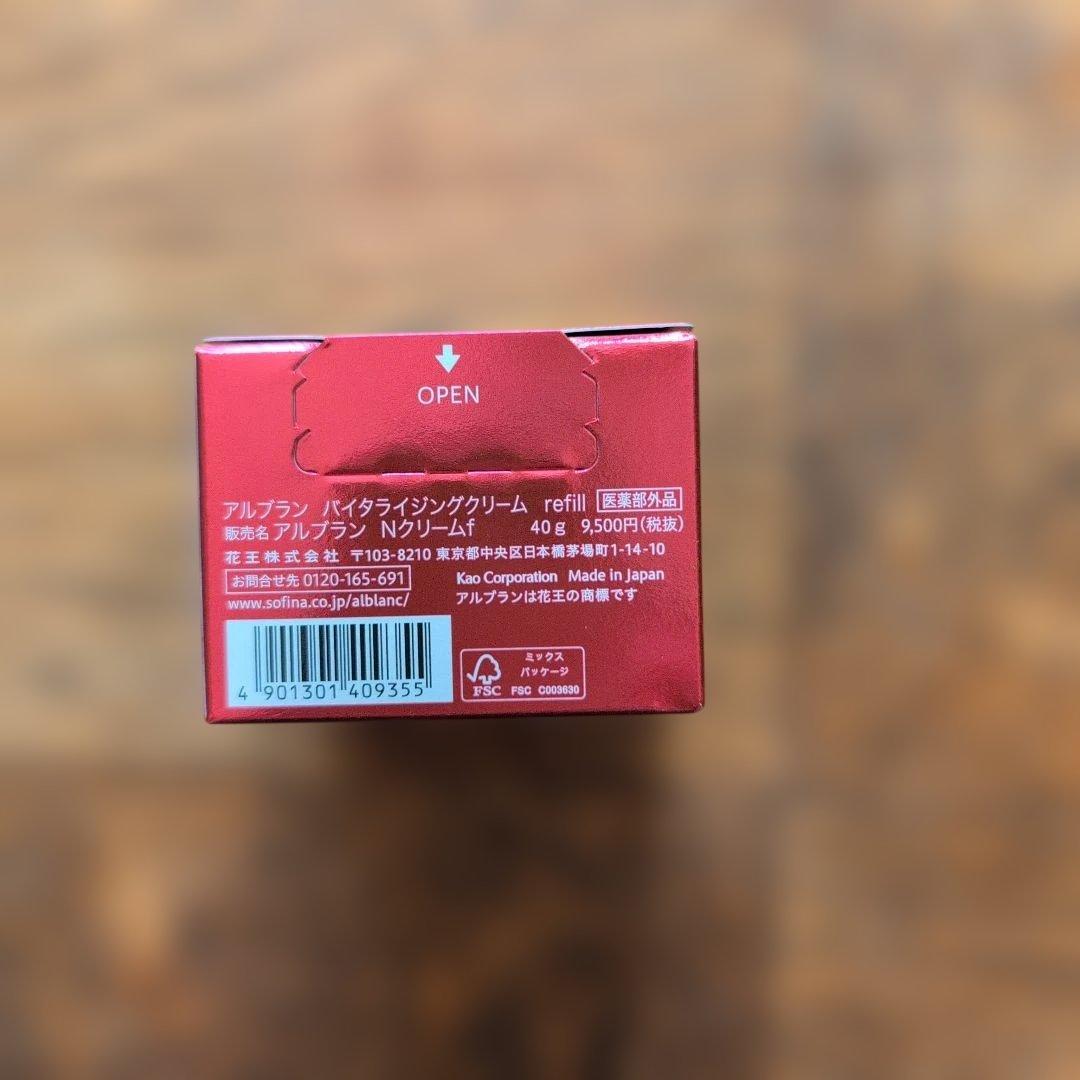 OPEN
アルブラン バイタライジングクリーム refill 医薬部外品
販売名 アルブラン Nクリームf 40g 9,500円(税抜)
花王株式会社 〒103-8210 東京都中央区日本橋茅場町1-14-10
お問合せ先 0120-165-691 Kao Corporation Made in Japan
www.sofina.co.jp/alblanc/ アルブランは花王の商標です
4 901301 409355
FSC
ミックス
パッケージ
FSC C003630